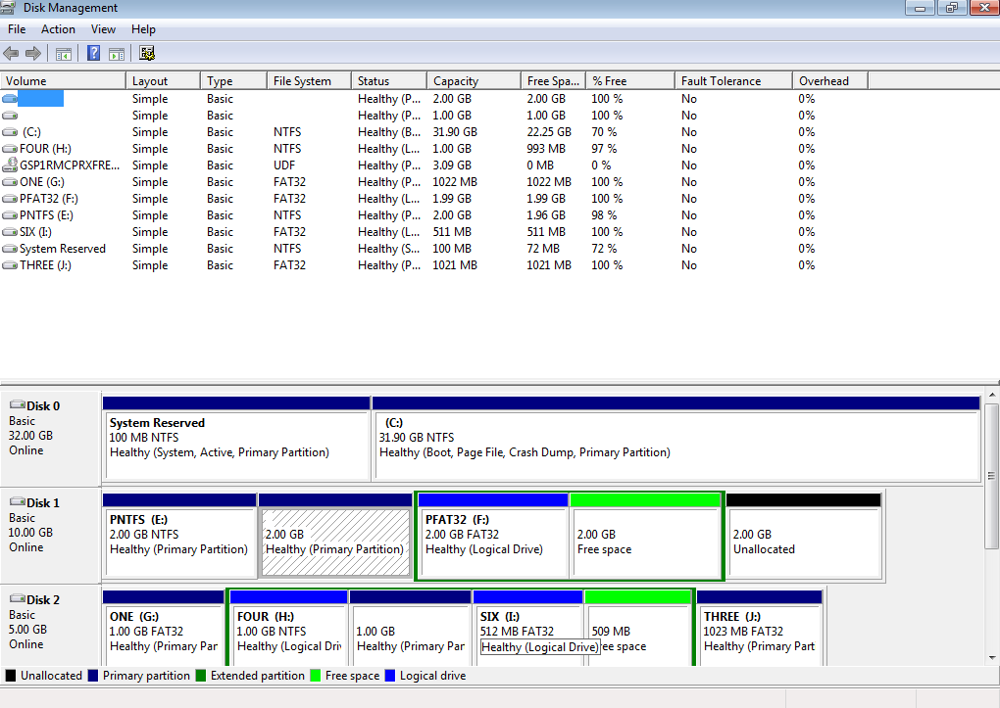 Disk Management
File Action View Help
Volume Layout Type File System Status Capacity Free Spa... % Free Fault Tolerance Overhead
Simple Basic Healthy (P... 2.00 GB 2.00 GB 100 % No 0%
Simple Basic Healthy (P... 1.00 GB 1.00 GB 100 % No 0%
(C:) Simple Basic NTFS Healthy (B... 31.90 GB 22.25 GB 70 % No 0%
FOUR (H:) Simple Basic NTFS Healthy (L... 1.00 GB 993 MB 97 % No 0%
GSP1RMCPRXFRE... Simple Basic UDF Healthy (P... 3.09 GB 0 MB 0 % No 0%
ONE (G:) Simple Basic FAT32 Healthy (P... 1022 MB 1022 MB 100 % No 0%
PFAT32 (F:) Simple Basic FAT32 Healthy (L... 1.99 GB 1.99 GB 100 % No 0%
PNTFS (E:) Simple Basic NTFS Healthy (P... 2.00 GB 1.96 GB 98 % No 0%
SIX (I:) Simple Basic FAT32 Healthy (L... 511 MB 511 MB 100 % No 0%
System Reserved Simple Basic NTFS Healthy (S... 100 MB 72 MB 72 % No 0%
THREE (J:) Simple Basic FAT32 Healthy (P... 1021 MB 1021 MB 100 % No 0%
Disk 0
Basic
32.00 GB
Online
System Reserved
100 MB NTFS
Healthy (System, Active, Primary Partition)
(C:)
31.90 GB NTFS
Healthy (Boot, Page File, Crash Dump, Primary Partition)
Disk 1
Basic
10.00 GB
Online
PNTFS (E:)
2.00 GB NTFS
Healthy (Primary Partition)
2.00 GB
Healthy (Primary Partition)
PFAT32 (F:)
2.00 GB FAT32
Healthy (Logical Drive)
2.00 GB
Free space
2.00 GB
Unallocated
Disk 2
Basic
5.00 GB
Online
ONE (G:)
1.00 GB FAT32
Healthy (Primary Par
FOUR (H:)
1.00 GB NTFS
Healthy (Logical Driv
1.00 GB
Healthy (Primary Par
SIX (I:)
512 MB FAT32
Healthy (Logical Drive)
509 MB
ree space
THREE (J:)
1023 MB FAT32
Healthy (Primary Part
Unallocated Primary partition Extended partition Free space Logical drive